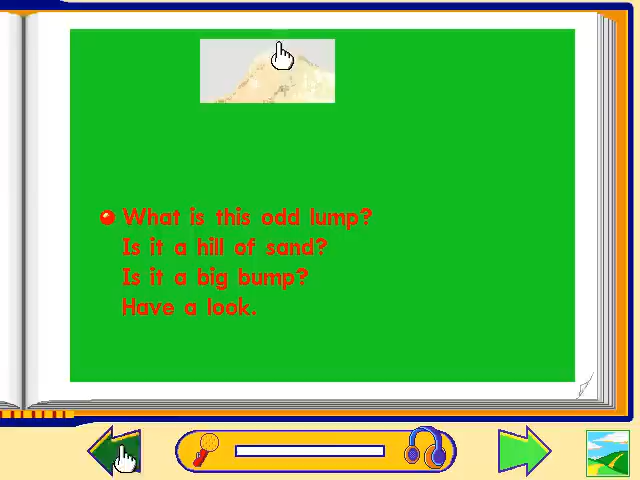 What is this odd lump?
Is it a hill of sand?
Is it a big bump?
Have a look.